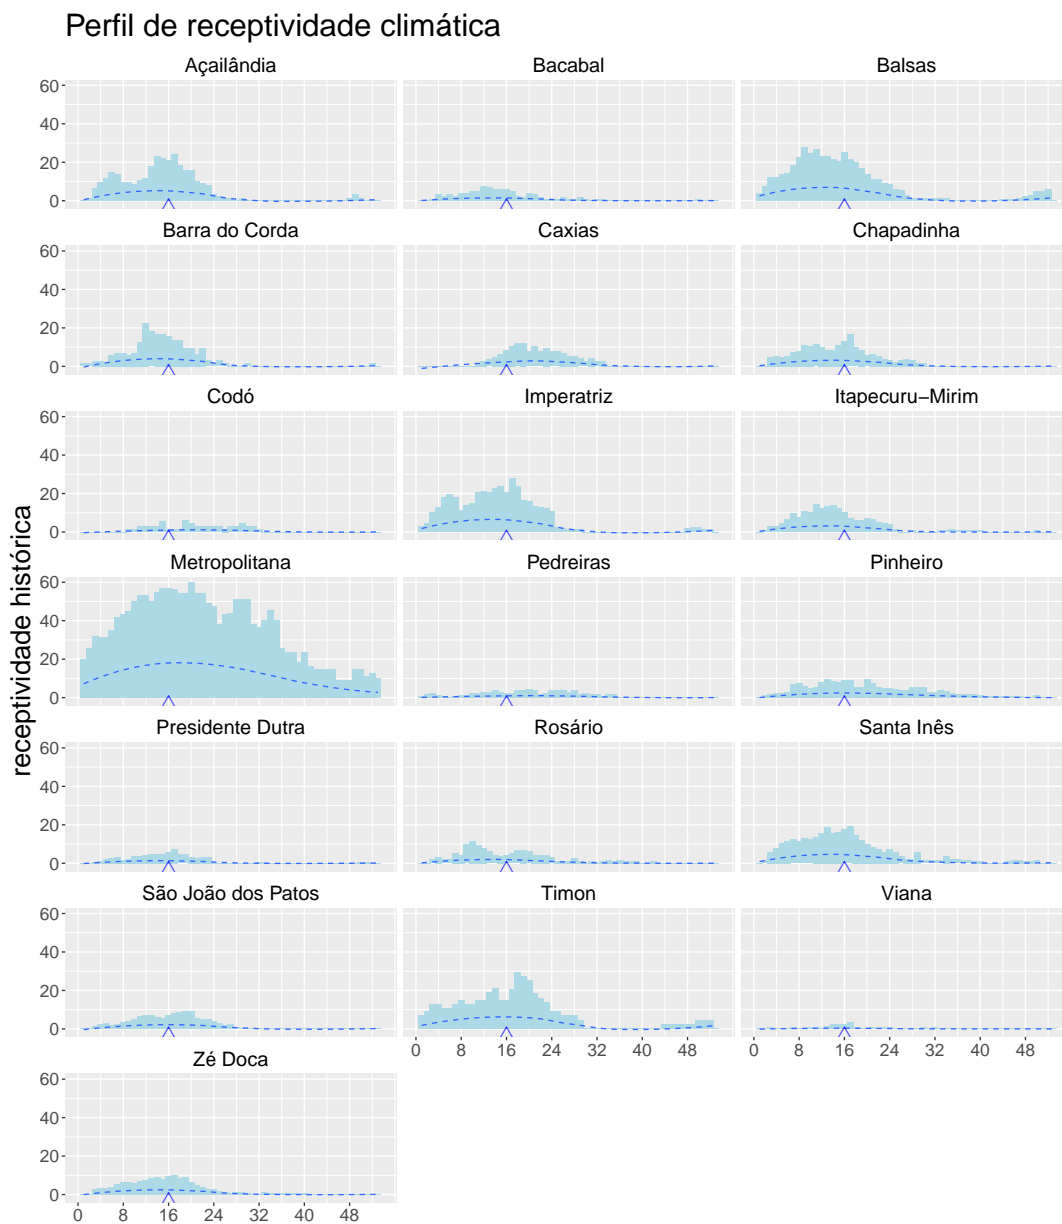 Perfil de receptividade climática
Açailândia
Bacabal
Balsas
60
40
20
0
Barra do Corda
Caxias
Chapadinha
60
40
20
0
Codó
Imperatriz
Itapecuru−Mirim
60
40
20
0
receptividade histórica
Metropolitana
Pedreiras
Pinheiro
60
40
20
0
Presidente Dutra
Rosário
Santa Inês
60
40
20
0
São João dos Patos
Timon
Viana
60
40
20
0
0 8 16 24 32 40 48
0 8 16 24 32 40 48
Zé Doca
60
40
20
0
0 8 16 24 32 40 48